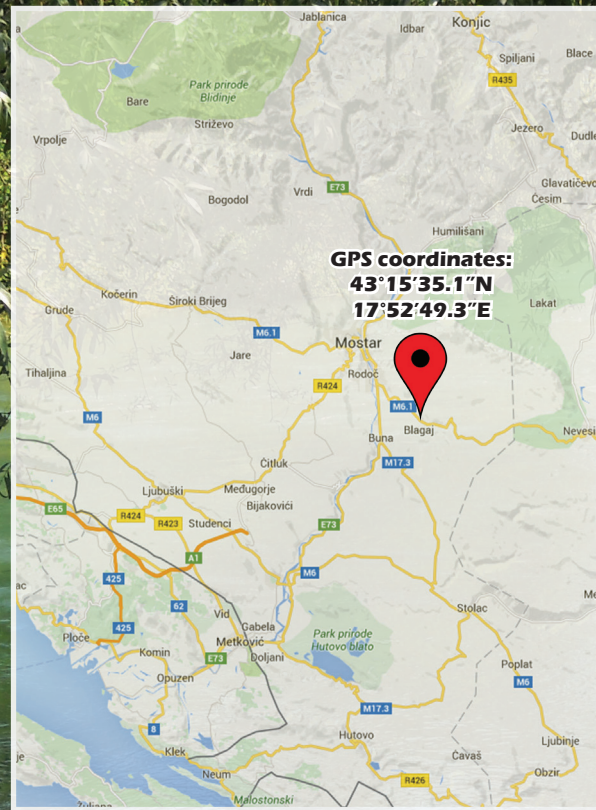 Jablanica
Konjic
Idbar
Spiljani
Blace
R435
Park prirode
Blidinje
Bare
Striževo
Jezero
Vrpolje
Glavatičevo
Vrdi
E73
Bogodol
Česim
Humilišani
GPS coordinates:
43°15'35.1"N
17°52'49.3"E
Kočerin
Široki Brijeg
Grude
Lakat
M6.1
Mostar
Jare
Rodoč
Tihaljina
R424
M6.1
M6
Blagaj
Buna
Nevesi
Čitluk
M17.3
Ljubuški
Međugorje
Bijakovići
E65
R424
R423
Studenci
E73
A1
425
M6
62
Stolac
Vid
Gabela
425
Ploče
Metković
Park prirode
Hutovo blato
Komin
E73
Doljani
Opuzen
Poplat
M6
M17.3
8
Hutovo
Ljubinje
Klek
Čavaš
Neum
R426
Obzir
Malostonski